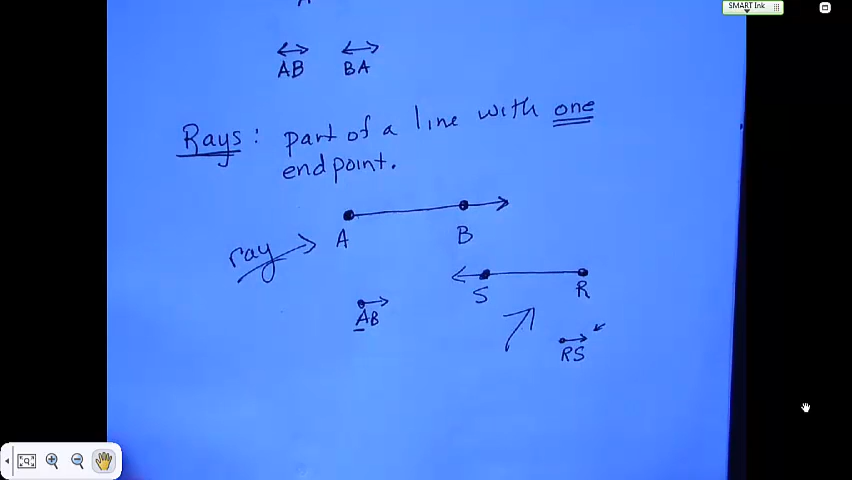 SMART Ink
AB BA
Rays: part of a line with one
endpoint.
A B
ray
S R
AB
RS